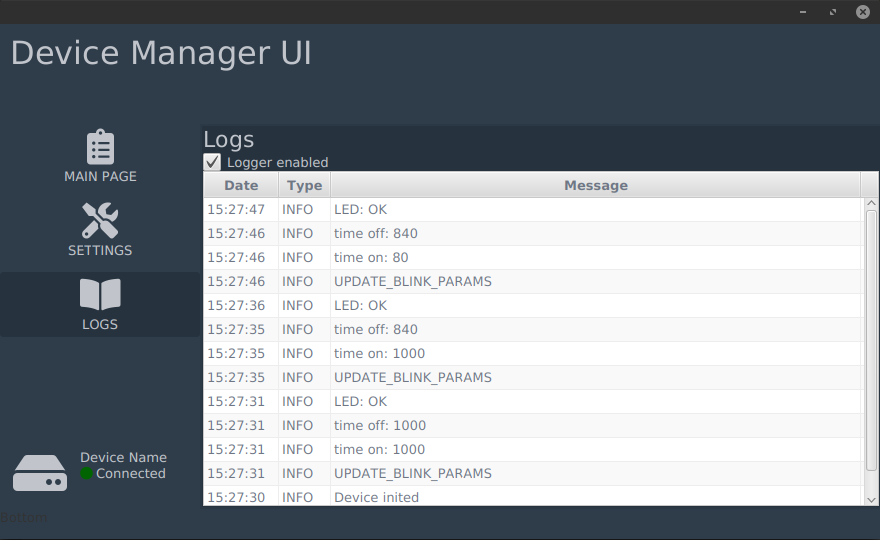 Device Manager UI
MAIN PAGE
SETTINGS
LOGS
Device Name
Connected
Bottom
Logs
Logger enabled
Date Type Message
15:27:47 INFO LED: OK
15:27:46 INFO time off: 840
15:27:46 INFO time on: 80
15:27:46 INFO UPDATE_BLINK_PARAMS
15:27:36 INFO LED: OK
15:27:35 INFO time off: 840
15:27:35 INFO time on: 1000
15:27:35 INFO UPDATE_BLINK_PARAMS
15:27:31 INFO LED: OK
15:27:31 INFO time off: 1000
15:27:31 INFO time on: 1000
15:27:31 INFO UPDATE_BLINK_PARAMS
15:27:30 INFO Device inited